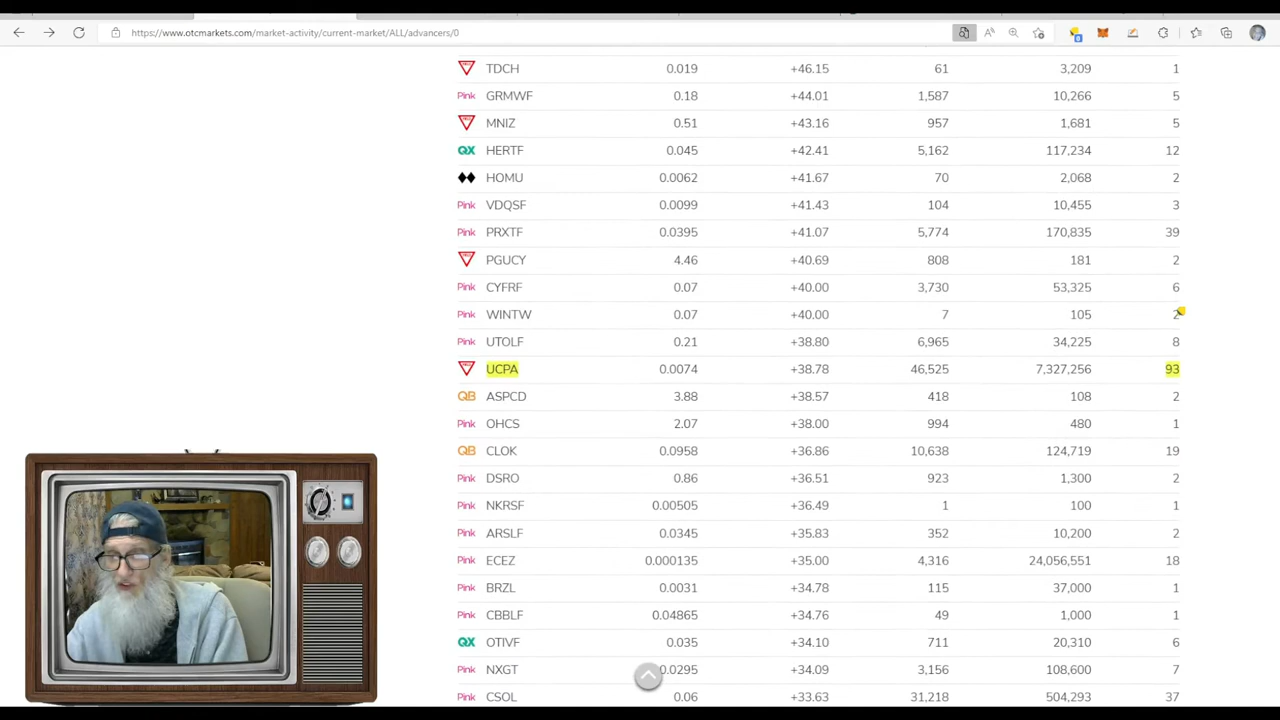 https://www.otcmarkets.com/market-activity/current-market/ALL/advancers/0
TDCH 0.019 +46.15 61 3,209 1
Pink GRMWF 0.18 +44.01 1,587 10,266 5
MNIZ 0.51 +43.16 957 1,681 5
QX HERTF 0.045 +42.41 5,162 117,234 12
HOMU 0.0062 +41.67 70 2,068 2
Pink VDQSF 0.0099 +41.43 104 10,455 3
Pink PRXTF 0.0395 +41.07 5,774 170,835 39
PGUCY 4.46 +40.69 808 181 2
Pink CYFRF 0.07 +40.00 3,730 53,325 6
Pink WINTW 0.07 +40.00 7 105 2
Pink UTOLF 0.21 +38.80 6,965 34,225 8
UCPA 0.0074 +38.78 46,525 7,327,256 93
QB ASPCD 3.88 +38.57 418 108 2
Pink OHCS 2.07 +38.00 994 480 1
QB CLOK 0.0958 +36.86 10,638 124,719 19
Pink DSRO 0.86 +36.51 923 1,300 2
Pink NKRSF 0.00505 +36.49 1 100 1
Pink ARSLF 0.0345 +35.83 352 10,200 2
Pink ECEZ 0.000135 +35.00 4,316 24,056,551 18
Pink BRZL 0.0031 +34.78 115 37,000 1
Pink CBBLF 0.04865 +34.76 49 1,000 1
QX OTIVF 0.035 +34.10 711 20,310 6
Pink NXGT 0.0295 +34.09 3,156 108,600 7
Pink CSOL 0.06 +33.63 31,218 504,293 37